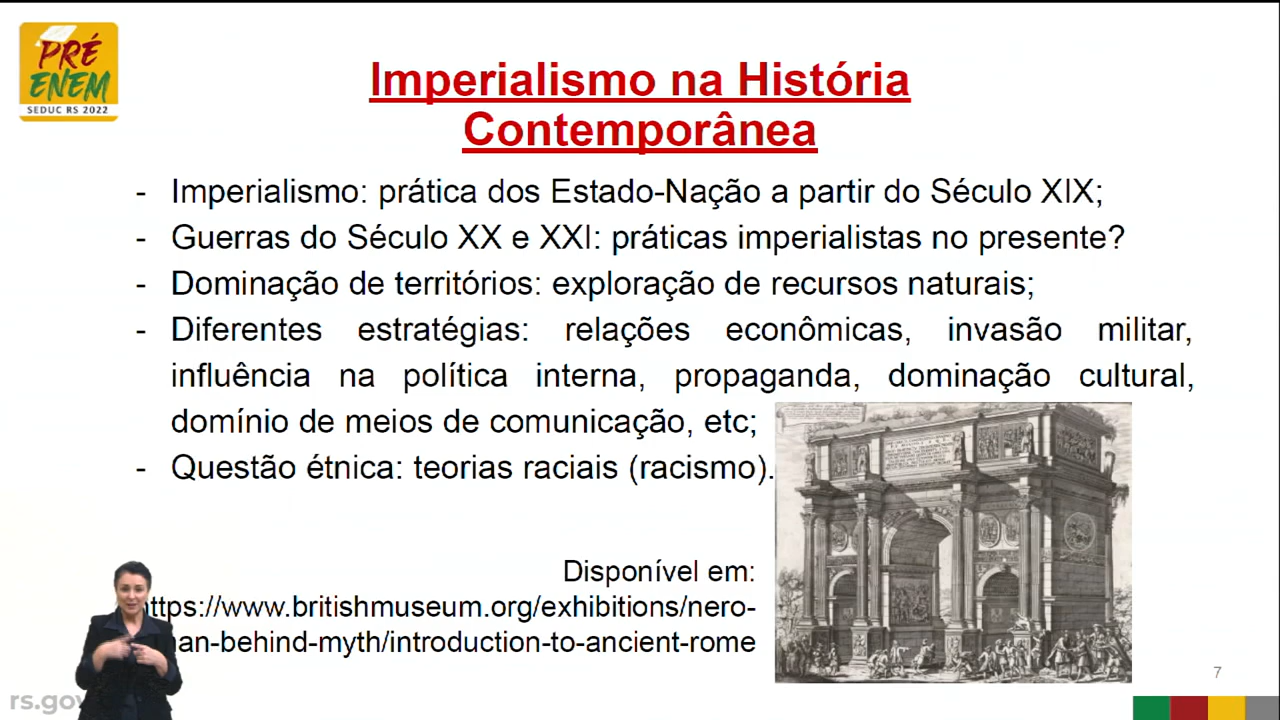 PRÉ
ENEM
SEDUC RS 2022
Imperialismo na História
Contemporânea
- Imperialismo: prática dos Estado-Nação a partir do Século XIX;
- Guerras do Século XX e XXI: práticas imperialistas no presente?
- Dominação de territórios: exploração de recursos naturais;
- Diferentes estratégias: relações econômicas, invasão militar,
influência na política interna, propaganda, dominação cultural,
domínio de meios de comunicação, etc;
- Questão étnica: teorias raciais (racismo).
Disponível em:
ttps://www.britishmuseum.org/exhibitions/nero-
an-behind-myth/introduction-to-ancient-rome
7
rs.gov